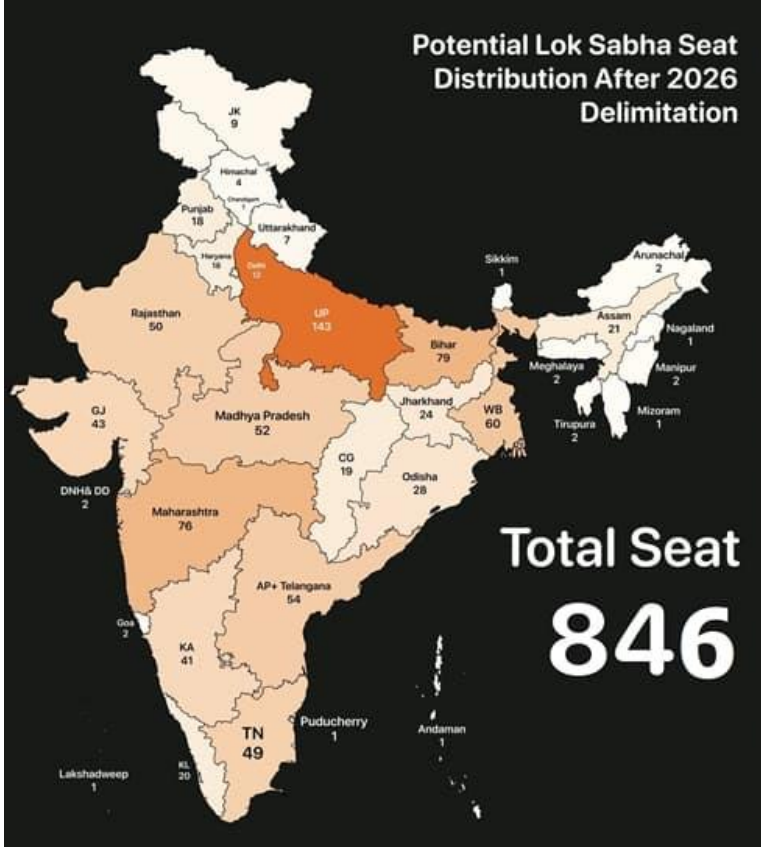 Potential Lok Sabha Seat
Distribution After 2026
Delimitation
JK
9
Himachal
4
Chandigarh
1
Punjab
18
Uttarakhand
7
Haryana
18
Delhi
12
Sikkim
1
Arunachal
2
Rajasthan
50
UP
143
Assam
21
Nagaland
1
Bihar
79
Meghalaya
2
Manipur
2
Jharkhand
24
GJ
43
Madhya Pradesh
52
WB
60
Tirupura
2
Mizoram
1
CG
19
Odisha
28
DNH& DD
2
Maharashtra
76
Total Seat
846
AP+ Telangana
54
Goa
2
KA
41
TN
49
Puducherry
1
Andaman
1
KL
20
Lakshadweep
1